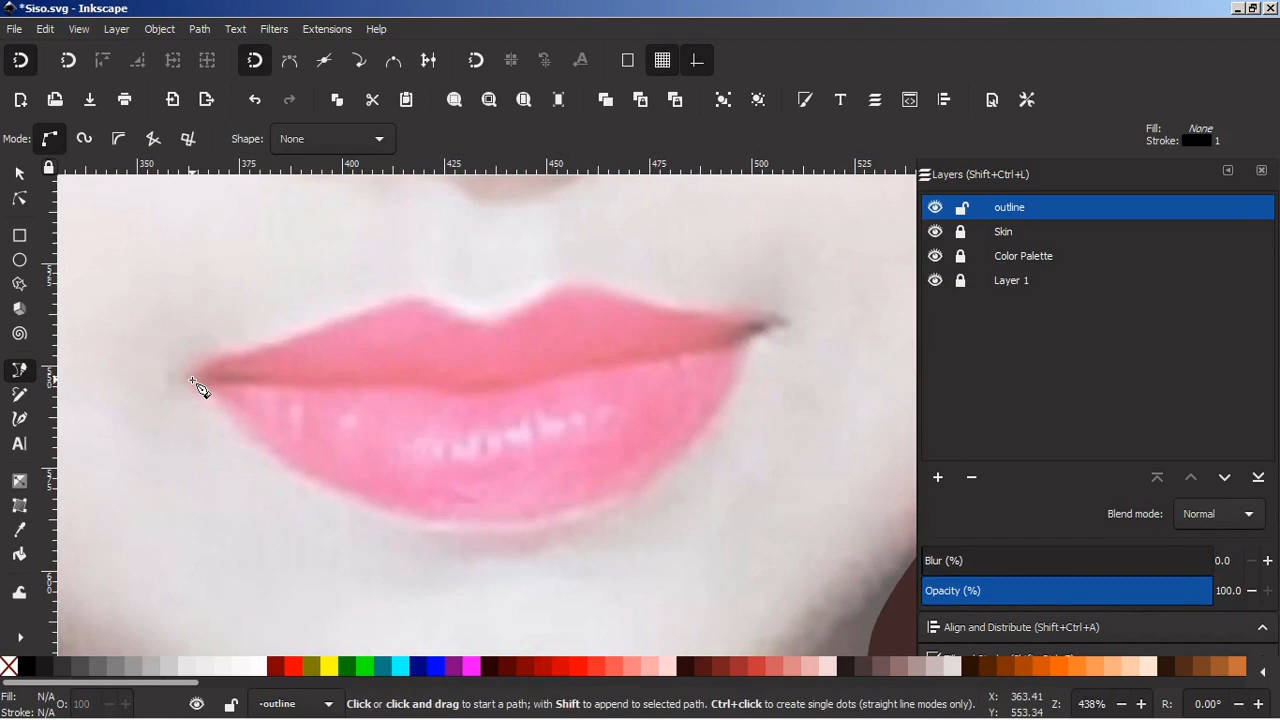 *Siso.svg - Inkscape
File Edit View Layer Object Path Text Filters Extensions Help
Mode: Shape: None
Fill: None
Stroke: 1
350 375 400 425 450 475 500 525
Layers (Shift+Ctrl+L)
outline
Skin
Color Palette
Layer 1
Blend mode: Normal
Blur (%) 0.0
Opacity (%) 100.0
Align and Distribute (Shift+Ctrl+A)
Fill: N/A
Stroke: N/A
O: 100
-outline
Click or click and drag to start a path; with Shift to append to selected path. Ctrl+click to create single dots (straight line modes only).
X: 363.41
Y: 553.34
Z: 438%
R: 0.00°